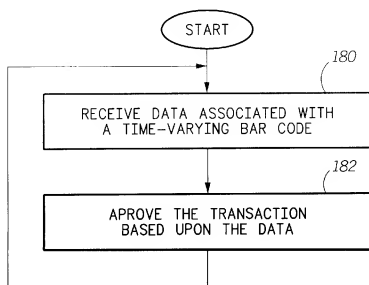 START
180
RECEIVE DATA ASSOCIATED WITH
A TIME-VARYING BAR CODE
182
APROVE THE TRANSACTION
BASED UPON THE DATA